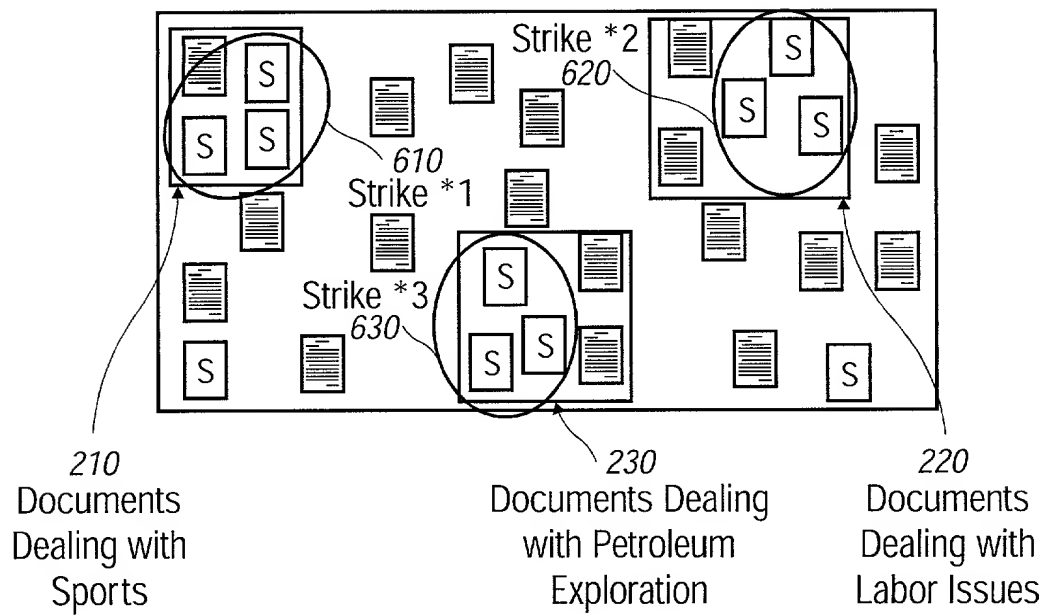 Strike *2
620
S
S
S
S
S
S
S
610
Strike *1
S
Strike *3
630
S
S
S
S
210
Documents
Dealing with
Sports
230
Documents Dealing
with Petroleum
Exploration
220
Documents
Dealing with
Labor Issues